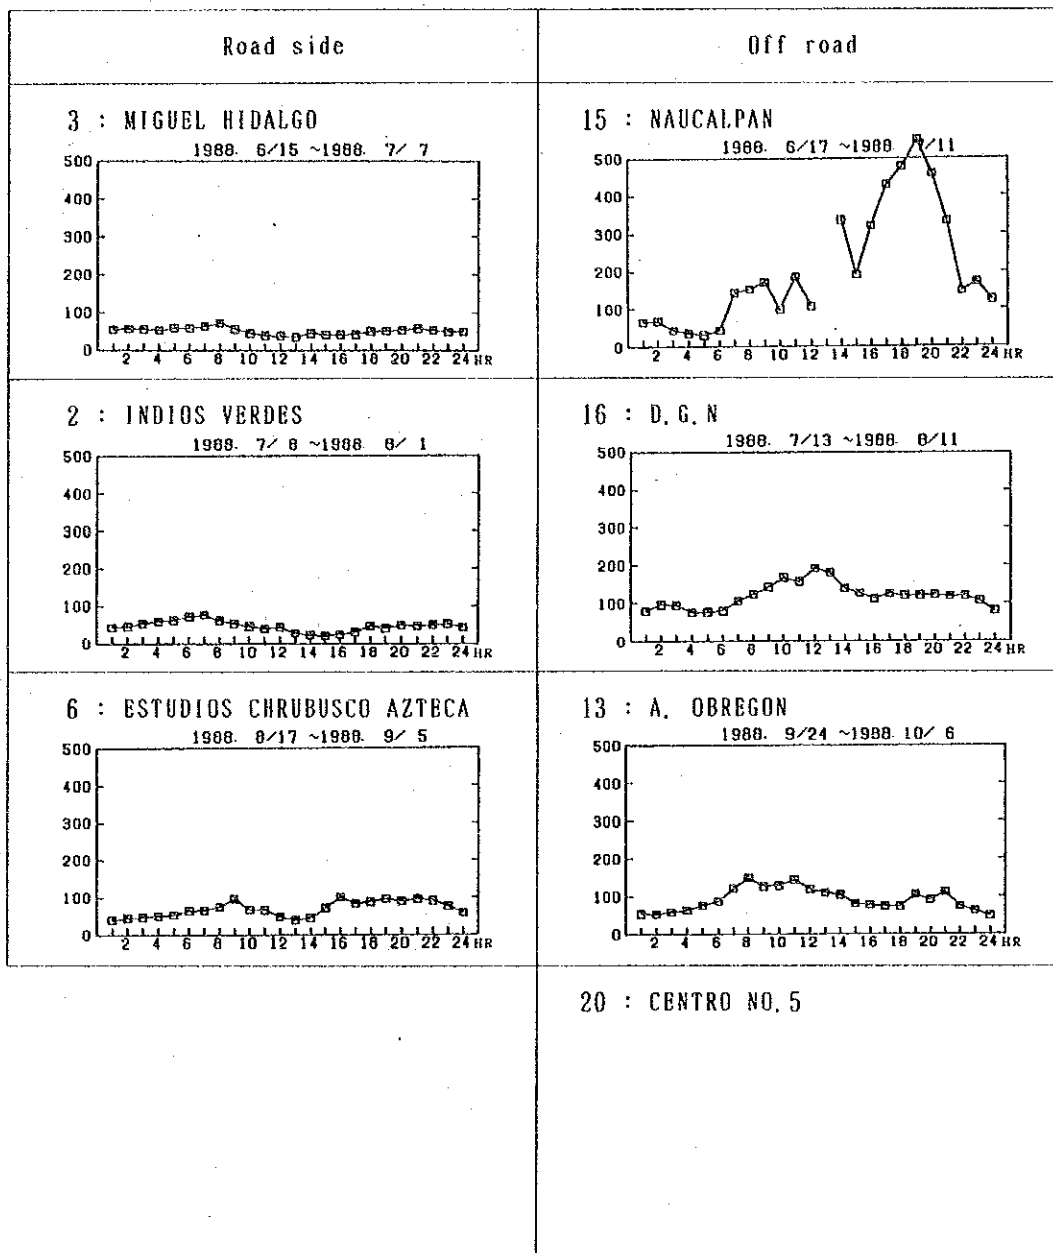 Road side
Off road
3 : MIGUEL HIDALGO
1988. 6/15 ~1988. 7/ 7
500
400
300
200
100
0
2 4 6 8 10 12 14 16 18 20 22 24 HR
15 : NAUCALPAN
1988. 6/17 ~1988. /11
500
400
300
200
100
0
2 4 6 8 10 12 14 16 18 20 22 24 HR
2 : INDIOS VERDES
1988. 7/ 8 ~1988. 8/ 1
500
400
300
200
100
0
2 4 6 8 10 12 14 16 18 20 22 24 HR
16 : D.G.N
1988. 7/13 ~1988. 8/11
500
400
300
200
100
0
2 4 6 8 10 12 14 16 18 20 22 24 HR
6 : ESTUDIOS CHRUBUSCO AZTECA
1988. 8/17 ~1988. 9/ 5
500
400
300
200
100
0
2 4 6 8 10 12 14 16 18 20 22 24 HR
13 : A. OBREGON
1988. 9/24 ~1988. 10/ 6
500
400
300
200
100
0
2 4 6 8 10 12 14 16 18 20 22 24 HR
20 : CENTRO NO.5